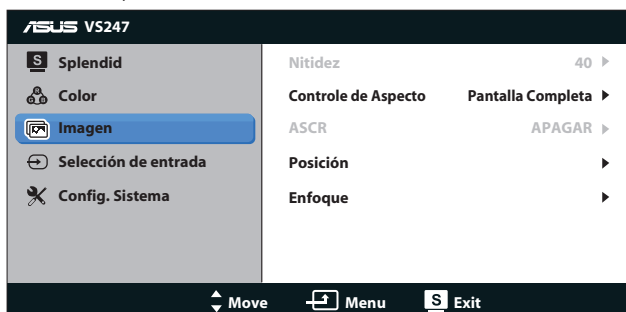 ASUS VS247
S Splendid
Color
Imagen
Selección de entrada
Config. Sistema
Nitidez 40
Controle de Aspecto Pantalla Completa
ASCR APAGAR
Posición
Enfoque
Move Menu S Exit